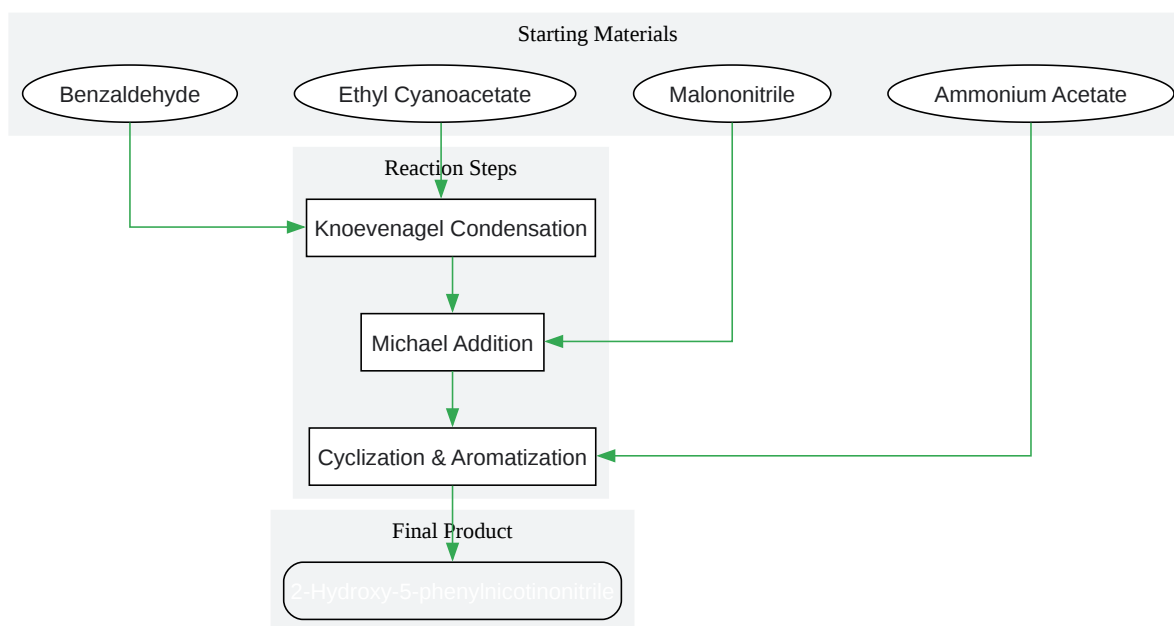 Starting Materials
Benzaldehyde
Ethyl Cyanoacetate
Malononitrile
Ammonium Acetate
Reaction Steps
Knoevenagel Condensation
Michael Addition
Cyclization & Aromatization
Final Product
2-Hydroxy-5-phenylnicotinonitrile